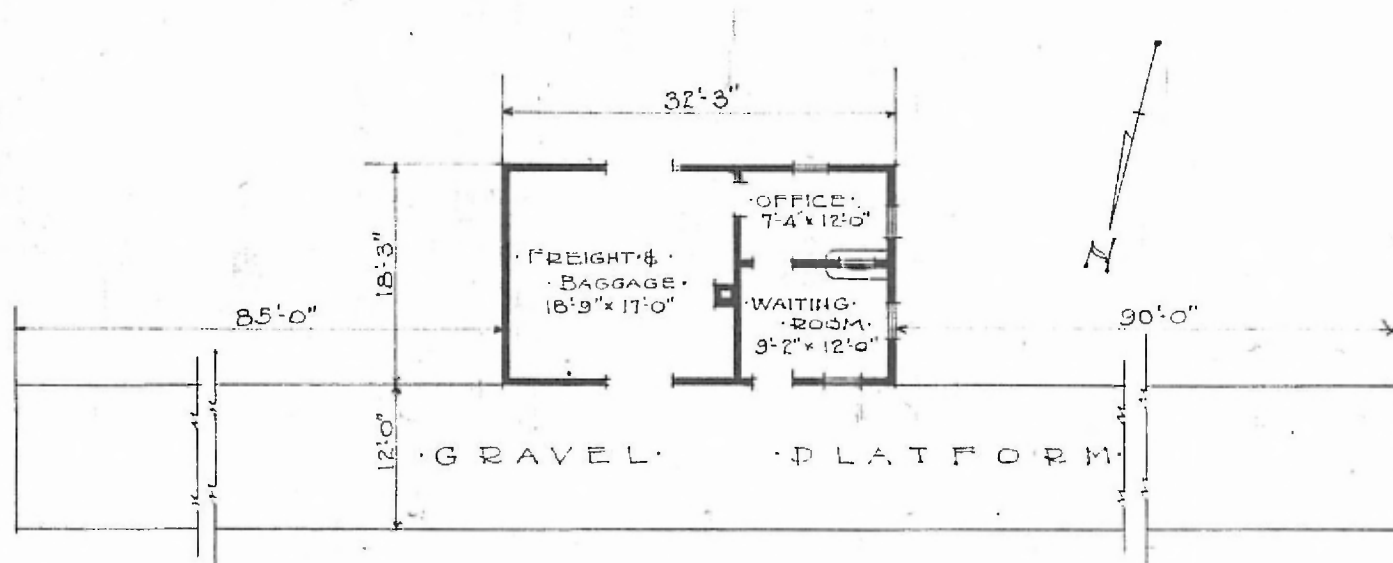 32'-3"
·OFFICE·
7'-4" x 12'-0"
18'-3"
·FREIGHT·&·
·BAGGAGE·
18'-9" x 17'-0"
·WAITING·
·ROOM·
9'-2" x 12'-0"
85'-0"
90'-0"
12'-0"
·GRAVEL· ·PLATFORM·
N